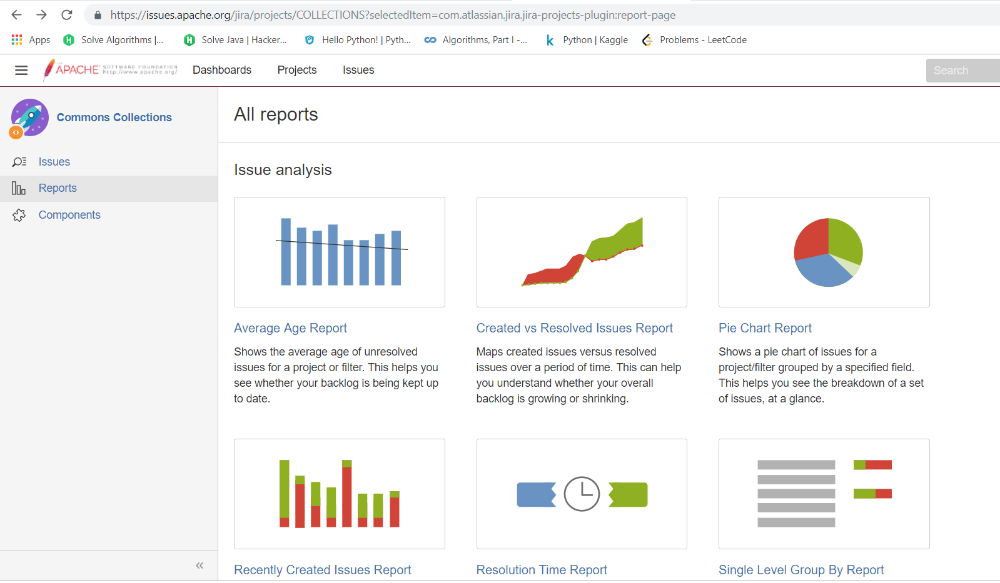 https://issues.apache.org/jira/projects/COLLECTIONS?selectedItem=com.atlassian.jira.jira-projects-plugin:report-page
Apps Solve Algorithms |... Solve Java | Hacker... Hello Python! | Pyth... Algorithms, Part I -... Python | Kaggle Problems - LeetCode
THE
APACHE SOFTWARE FOUNDATION
http://www.apache.org/
Dashboards Projects Issues Search
Commons Collections
Issues
Reports
Components
All reports
Issue analysis
Average Age Report
Shows the average age of unresolved
issues for a project or filter. This helps you
see whether your backlog is being kept up
to date.
Created vs Resolved Issues Report
Maps created issues versus resolved
issues over a period of time. This can help
you understand whether your overall
backlog is growing or shrinking.
Pie Chart Report
Shows a pie chart of issues for a
project/filter grouped by a specified field.
This helps you see the breakdown of a set
of issues, at a glance.
Recently Created Issues Report
Resolution Time Report
Single Level Group By Report